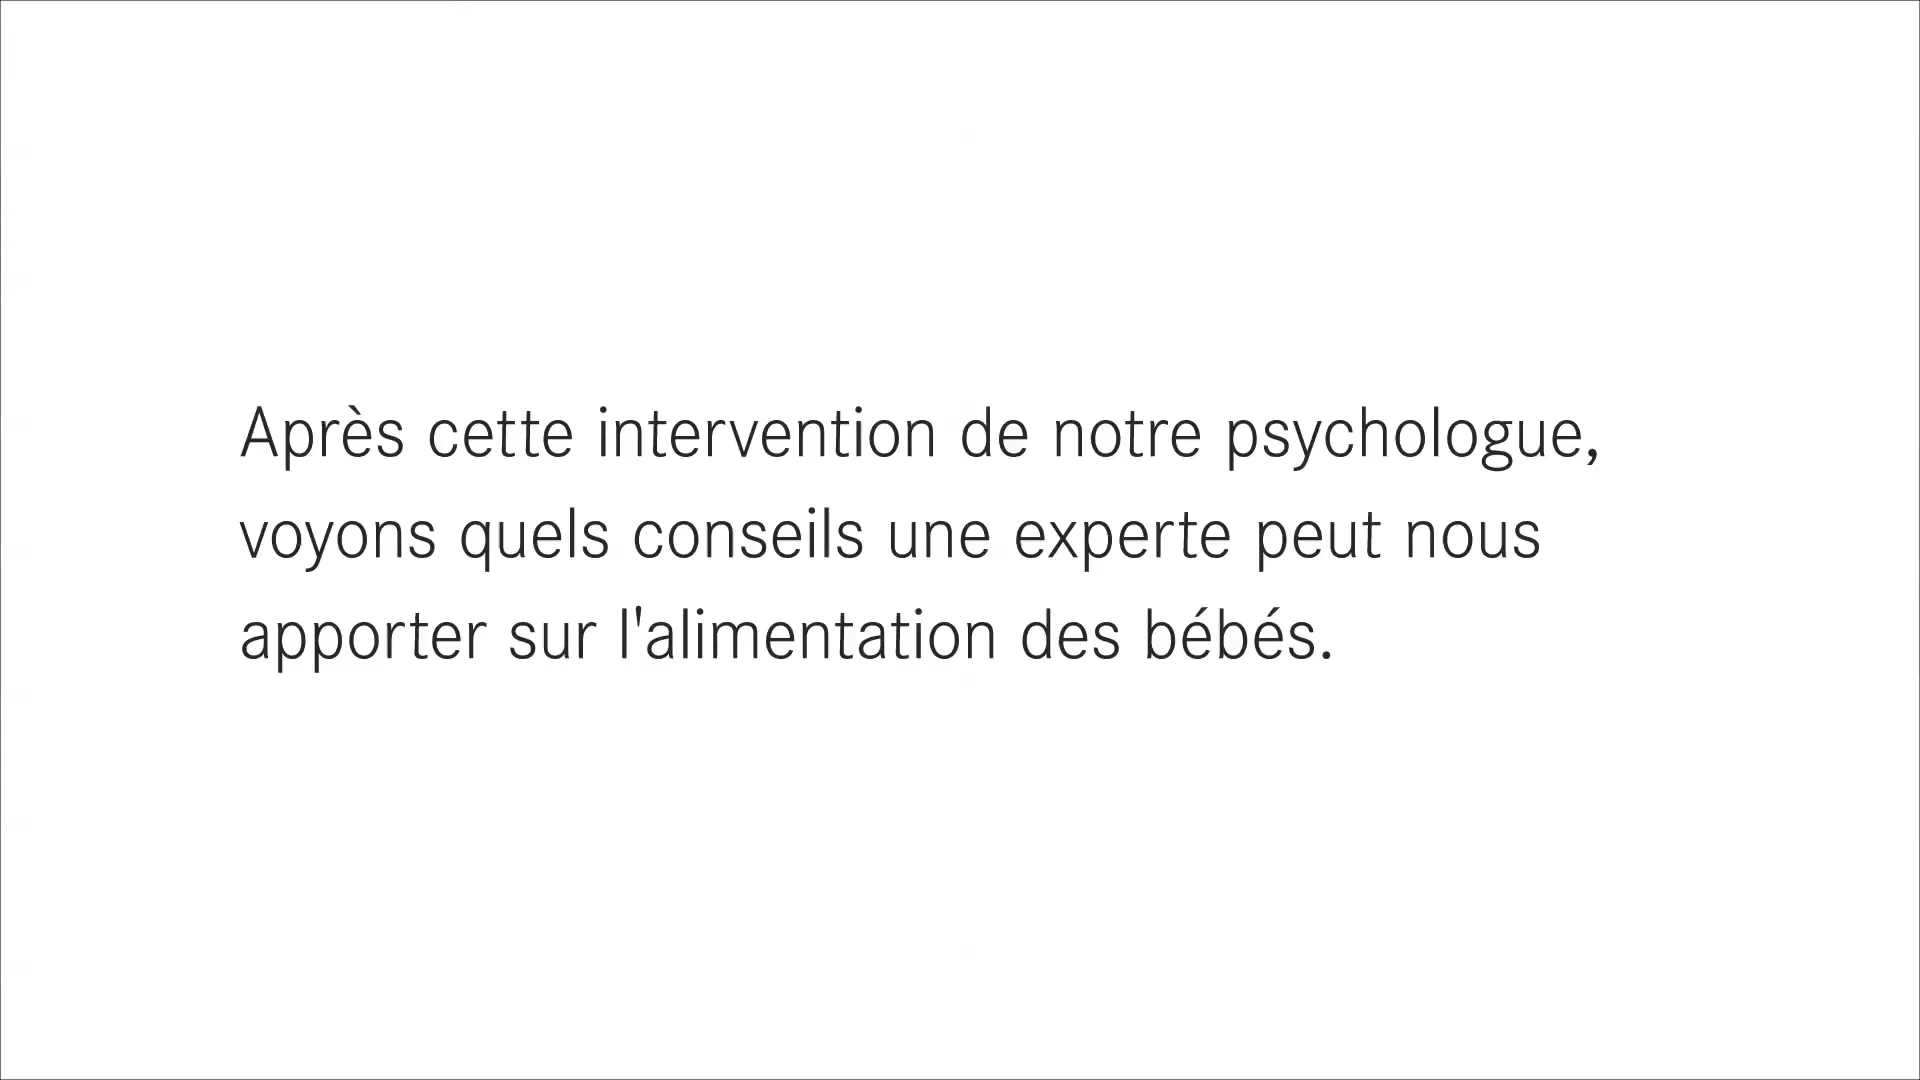 Après cette intervention de notre psychologue,
voyons quels conseils une experte peut nous
apporter sur l'alimentation des bébés.